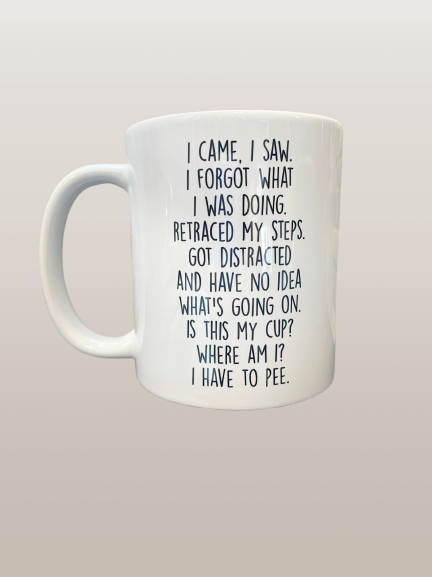 I CAME, I SAW.
I FORGOT WHAT
I WAS DOING.
RETRACED MY STEPS.
GOT DISTRACTED
AND HAVE NO IDEA
WHAT'S GOING ON.
IS THIS MY CUP?
WHERE AM I?
I HAVE TO PEE.